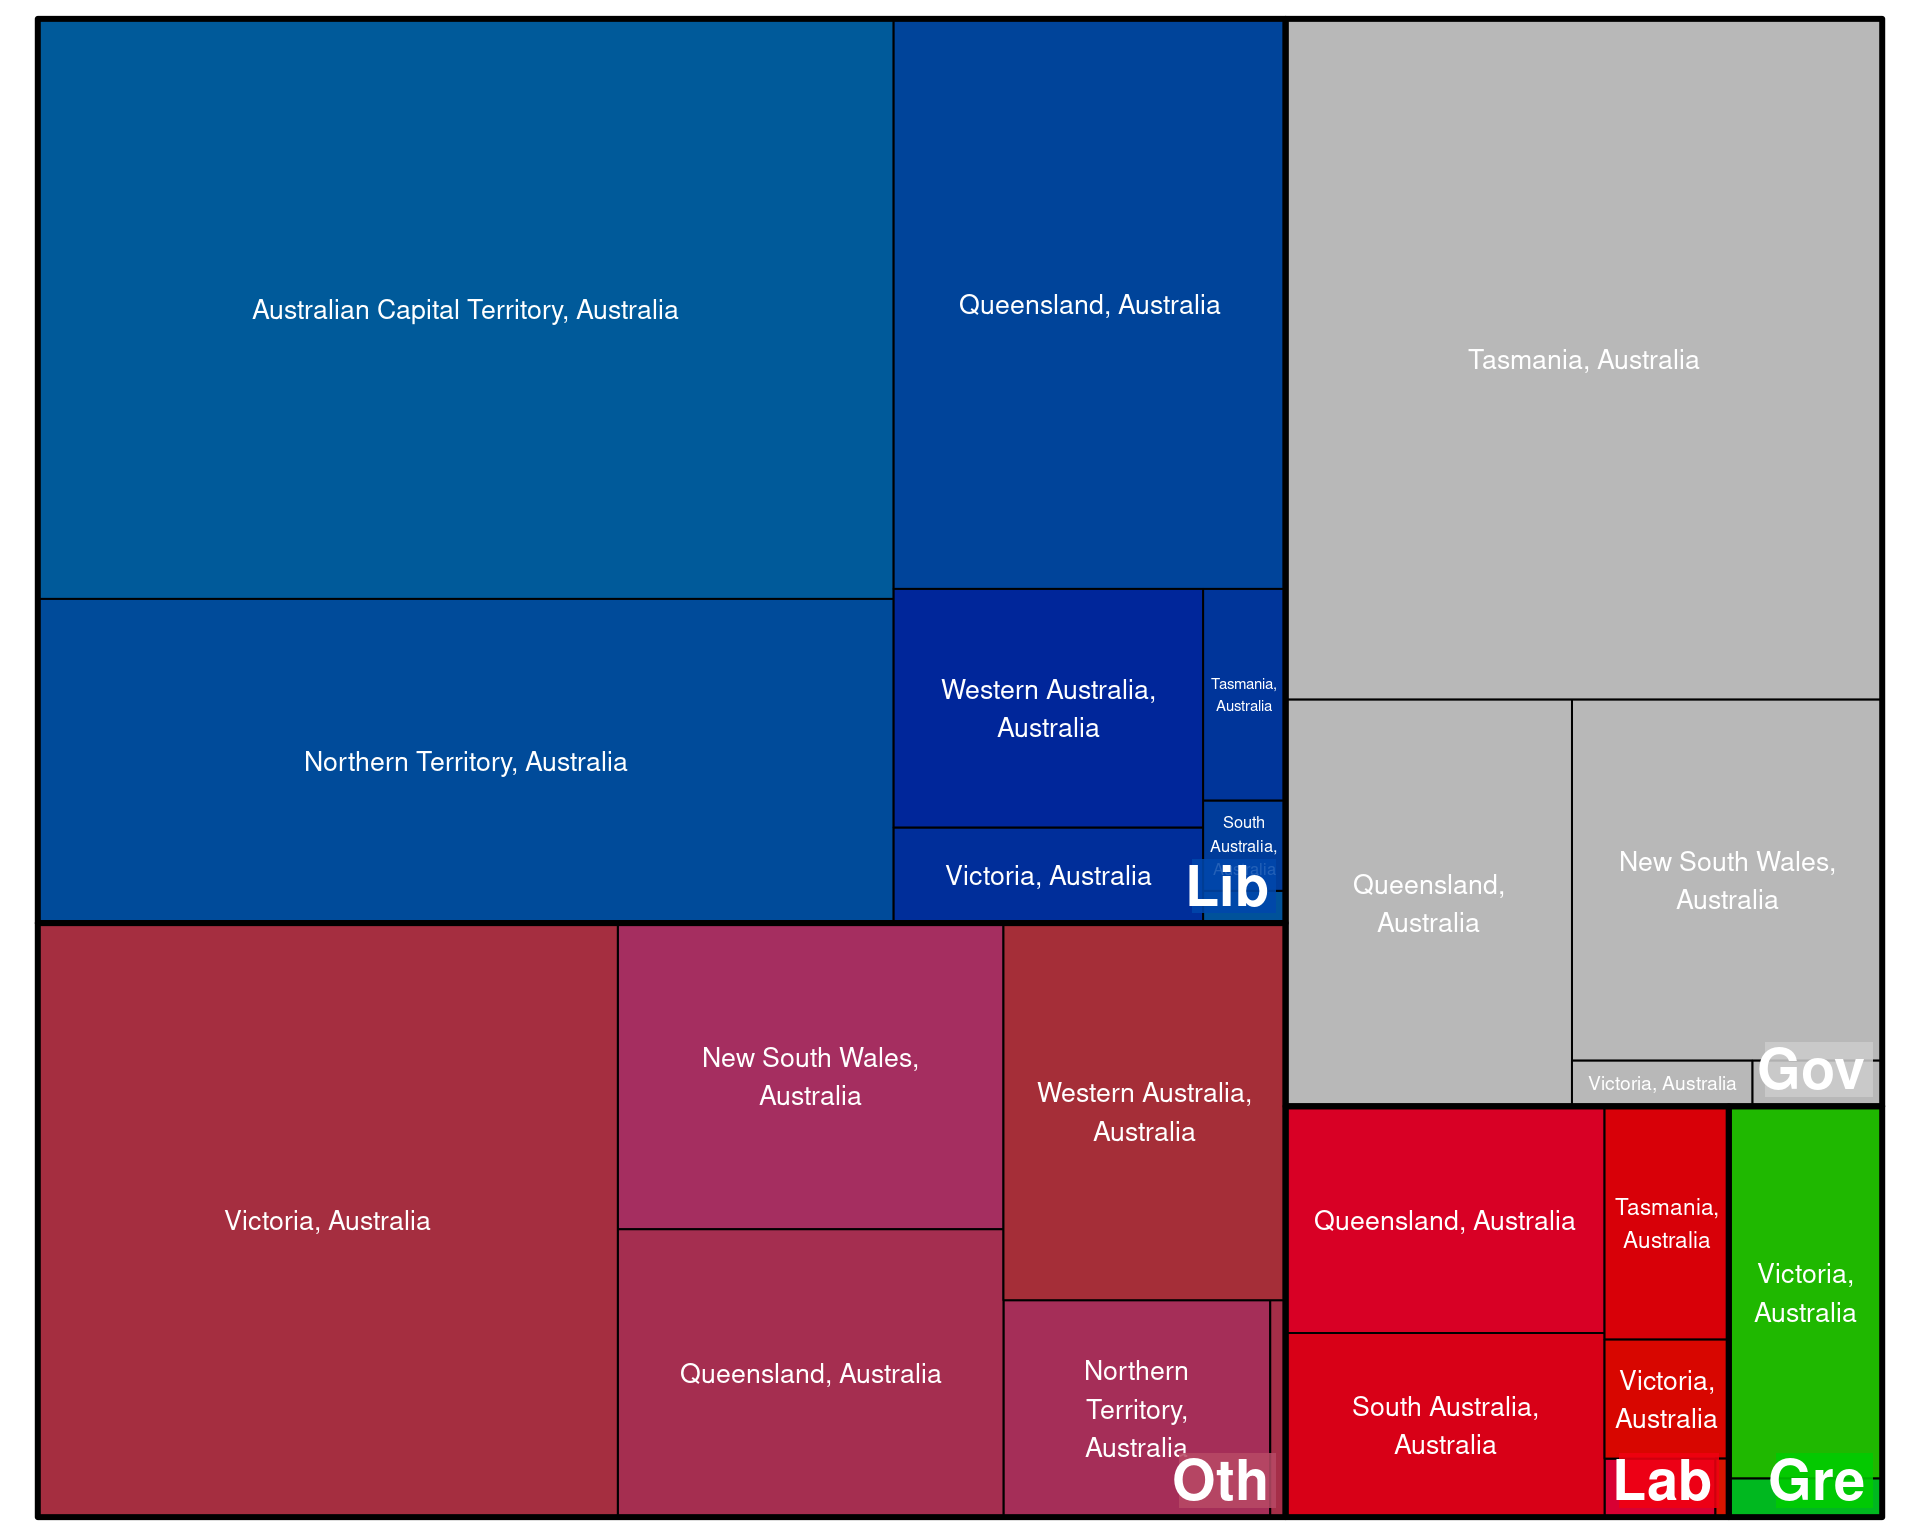 Australian Capital Territory, Australia
Northern Territory, Australia
Queensland, Australia
Western Australia,
Australia
Tasmania,
Australia
Victoria, Australia
South
Australia,
Australia
Lib
Victoria, Australia
New South Wales,
Australia
Queensland, Australia
Western Australia,
Australia
Northern
Territory,
Australia
Oth
Tasmania, Australia
Queensland,
Australia
New South Wales,
Australia
Victoria, Australia
Gov
Queensland, Australia
South Australia,
Australia
Tasmania,
Australia
Victoria,
Australia
Lab
Victoria,
Australia
Gre